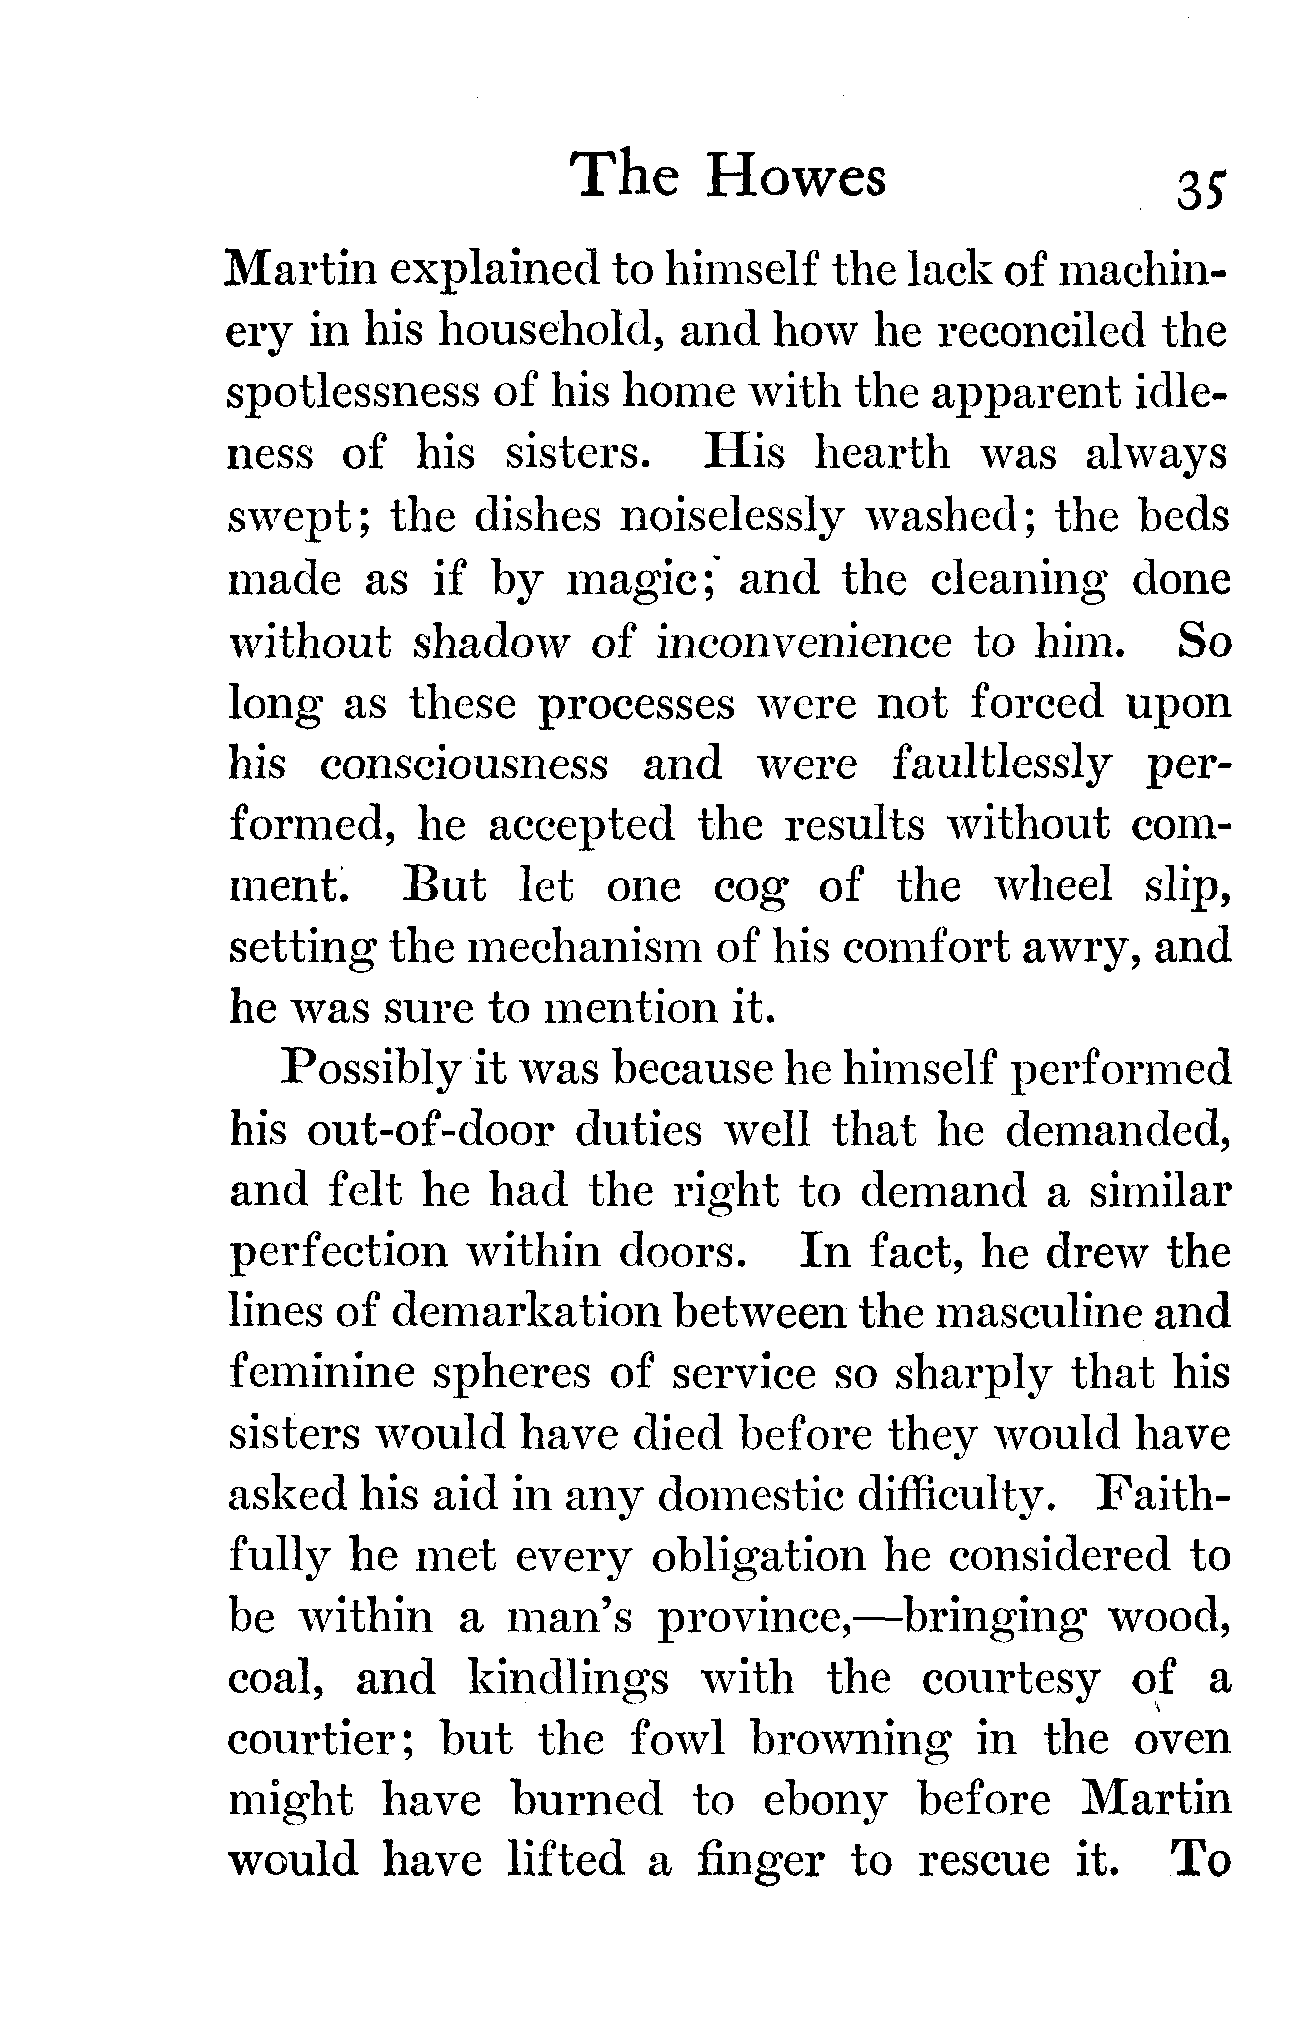 The Howes 35
Martin explained to himself the lack of machin-
ery in his household, and how he reconciled the
spotlessness of his home with the apparent idle-
ness of his sisters. His hearth was always
swept; the dishes noiselessly washed; the beds
made as if by magic; and the cleaning done
without shadow of inconvenience to him. So
long as these processes were not forced upon
his consciousness and were faultlessly per-
formed, he accepted the results without com-
ment. But let one cog of the wheel slip,
setting the mechanism of his comfort awry, and
he was sure to mention it.
Possibly it was because he himself performed
his out-of-door duties well that he demanded,
and felt he had the right to demand a similar
perfection within doors. In fact, he drew the
lines of demarkation between the masculine and
feminine spheres of service so sharply that his
sisters would have died before they would have
asked his aid in any domestic difficulty. Faith-
fully he met every obligation he considered to
be within a man's province,—bringing wood,
coal, and kindlings with the courtesy of a
courtier; but the fowl browning in the oven
might have burned to ebony before Martin
would have lifted a finger to rescue it. To